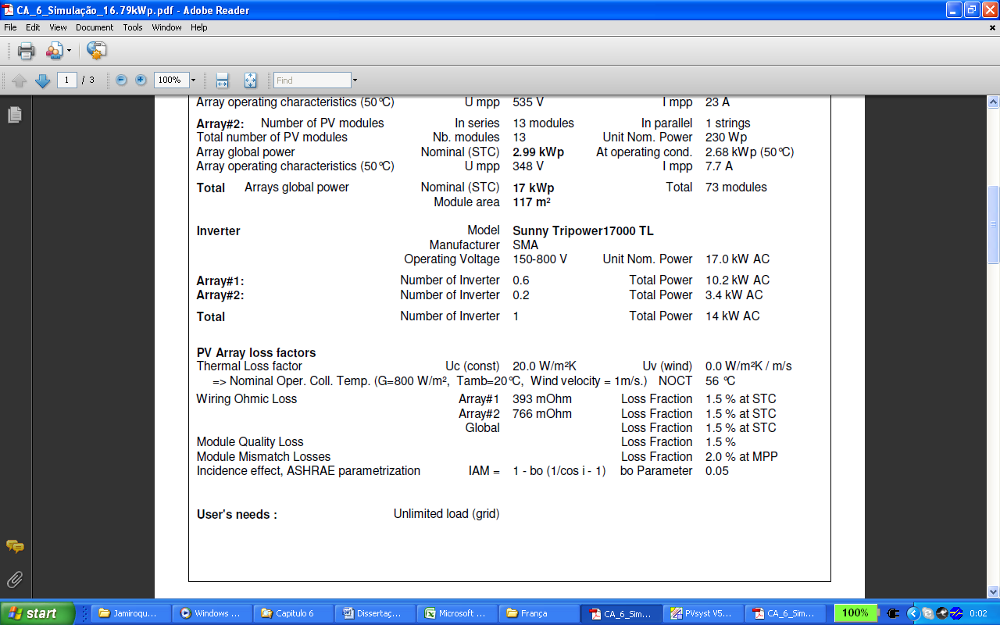 CA_6_Simulação_16.79kWp.pdf - Adobe Reader
File Edit View Document Tools Window Help
1 / 3 100% Find
Array operating characteristics (50°C) U mpp 535 V I mpp 23 A
Array#2: Number of PV modules In series 13 modules In parallel 1 strings
Total number of PV modules Nb. modules 13 Unit Nom. Power 230 Wp
Array global power Nominal (STC) 2.99 kWp At operating cond. 2.68 kWp (50°C)
Array operating characteristics (50°C) U mpp 348 V I mpp 7.7 A
Total Arrays global power Nominal (STC) 17 kWp Total 73 modules
Module area 117 m²
Inverter Model Sunny Tripower17000 TL
Manufacturer SMA
Operating Voltage 150-800 V Unit Nom. Power 17.0 kW AC
Array#1: Number of Inverter 0.6 Total Power 10.2 kW AC
Array#2: Number of Inverter 0.2 Total Power 3.4 kW AC
Total Number of Inverter 1 Total Power 14 kW AC
PV Array loss factors
Thermal Loss factor Uc (const) 20.0 W/m²K Uv (wind) 0.0 W/m²K / m/s
=> Nominal Oper. Coll. Temp. (G=800 W/m², Tamb=20°C, Wind velocity = 1m/s.) NOCT 56 °C
Wiring Ohmic Loss Array#1 393 mOhm Loss Fraction 1.5 % at STC
Array#2 766 mOhm Loss Fraction 1.5 % at STC
Global Loss Fraction 1.5 % at STC
Module Quality Loss Loss Fraction 1.5 %
Module Mismatch Losses Loss Fraction 2.0 % at MPP
Incidence effect, ASHRAE parametrization IAM = 1 - bo (1/cos i - 1) bo Parameter 0.05
User's needs : Unlimited load (grid)
start Jamiroqu... Windows ... Capitulo 6 Dissertaç... Microsoft ... França CA_6_Sim... PVsyst V5... CA_6_Sim... 100% 0:02